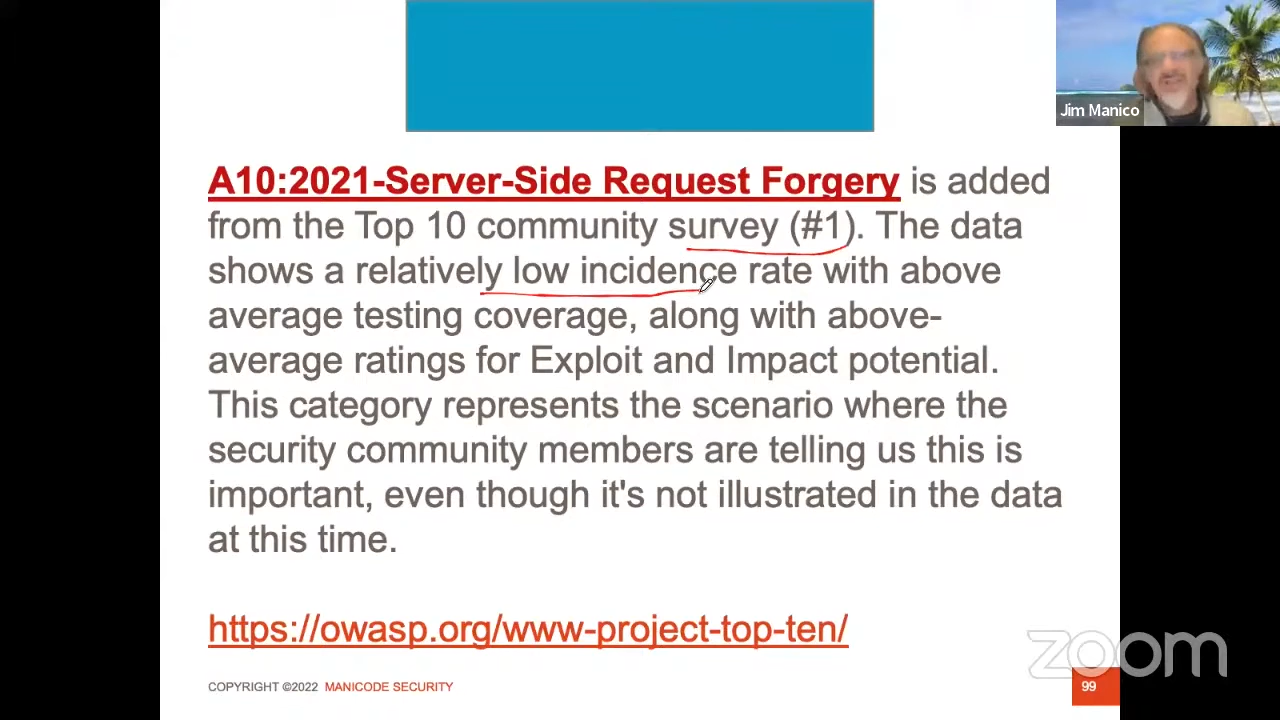 Jim Manico
A10:2021-Server-Side Request Forgery is added
from the Top 10 community survey (#1). The data
shows a relatively low incidence rate with above
average testing coverage, along with above-
average ratings for Exploit and Impact potential.
This category represents the scenario where the
security community members are telling us this is
important, even though it's not illustrated in the data
at this time.
https://owasp.org/www-project-top-ten/
zoom
COPYRIGHT ©2022 MANICODE SECURITY
99